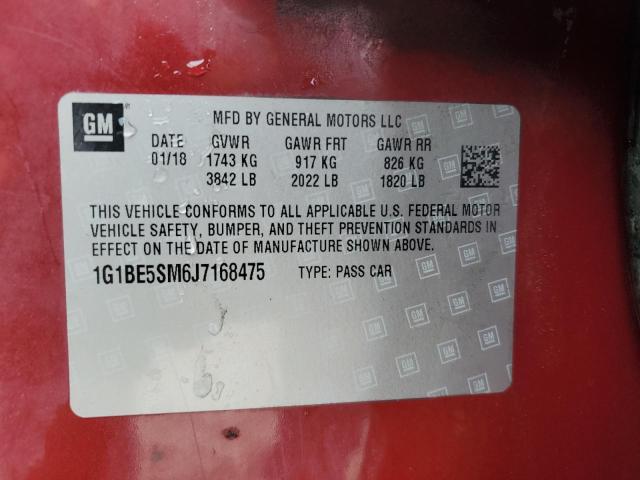 GM
MFD BY GENERAL MOTORS LLC
DATE GVWR GAWR FRT GAWR RR
01/18 1743 KG 917 KG 826 KG
3842 LB 2022 LB 1820 LB
THIS VEHICLE CONFORMS TO ALL APPLICABLE U.S. FEDERAL MOTOR
VEHICLE SAFETY, BUMPER, AND THEFT PREVENTION STANDARDS IN
EFFECT ON THE DATE OF MANUFACTURE SHOWN ABOVE.
1G1BE5SM6J7168475 TYPE: PASS CAR